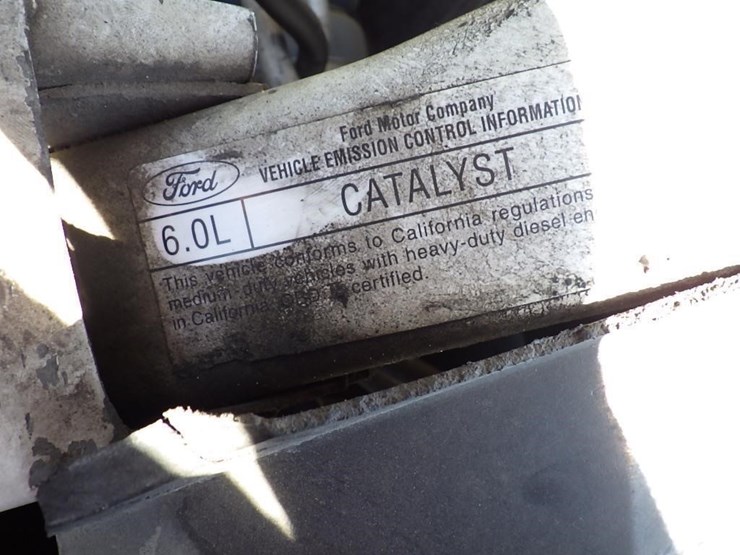 Ford Motor Company
Ford VEHICLE EMISSION CONTROL INFORMATION
6.0L CATALYST
This vehicle conforms to California regulations
medium duty vehicles with heavy-duty diesel en
in California. certified.